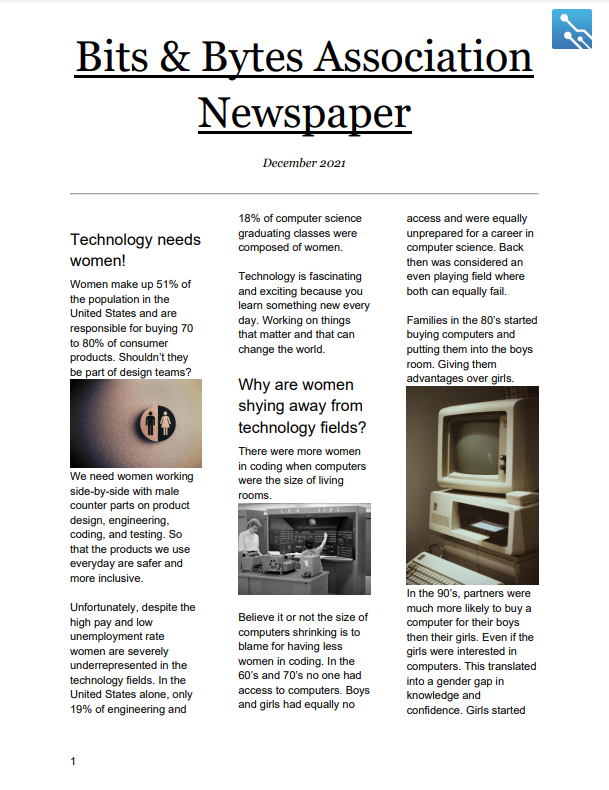 Bits & Bytes Association
Newspaper
December 2021
Technology needs
women!
Women make up 51% of
the population in the
United States and are
responsible for buying 70
to 80% of consumer
products. Shouldn't they
be part of design teams?
We need women working
side-by-side with male
counter parts on product
design, engineering,
coding, and testing. So
that the products we use
everyday are safer and
more inclusive.
Unfortunately, despite the
high pay and low
unemployment rate
women are severely
underrepresented in the
technology fields. In the
United States alone, only
19% of engineering and
18% of computer science
graduating classes were
composed of women.
Technology is fascinating
and exciting because you
learn something new every
day. Working on things
that matter and that can
change the world.
Why are women
shying away from
technology fields?
There were more women
in coding when computers
were the size of living
rooms.
Believe it or not the size of
computers shrinking is to
blame for having less
women in coding. In the
60's and 70's no one had
access to computers. Boys
and girls had equally no
access and were equally
unprepared for a career in
computer science. Back
then was considered an
even playing field where
both can equally fail.
Families in the 80's started
buying computers and
putting them into the boys
room. Giving them
advantages over girls.
In the 90's, partners were
much more likely to buy a
computer for their boys
then their girls. Even if the
girls were interested in
computers. This translated
into a gender gap in
knowledge and
confidence. Girls started
1